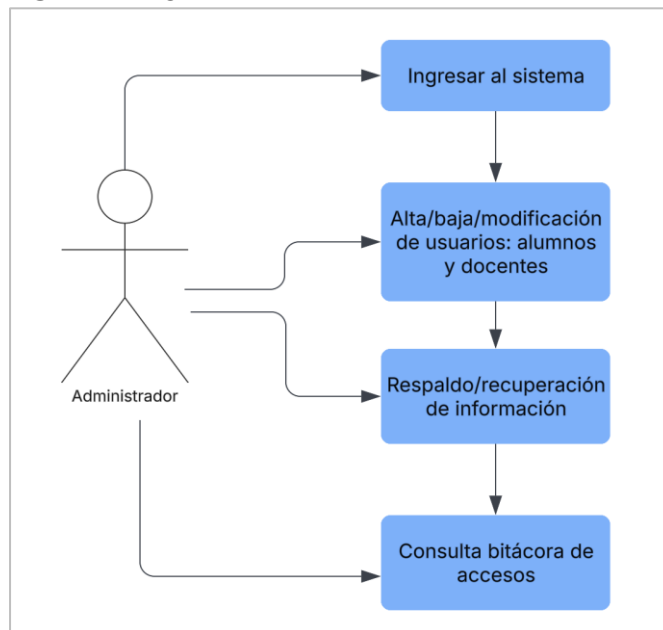 Ingresar al sistema
Alta/baja/modificación
de usuarios: alumnos
y docentes
Respaldo/recuperación
de información
Administrador
Consulta bitácora de
accesos